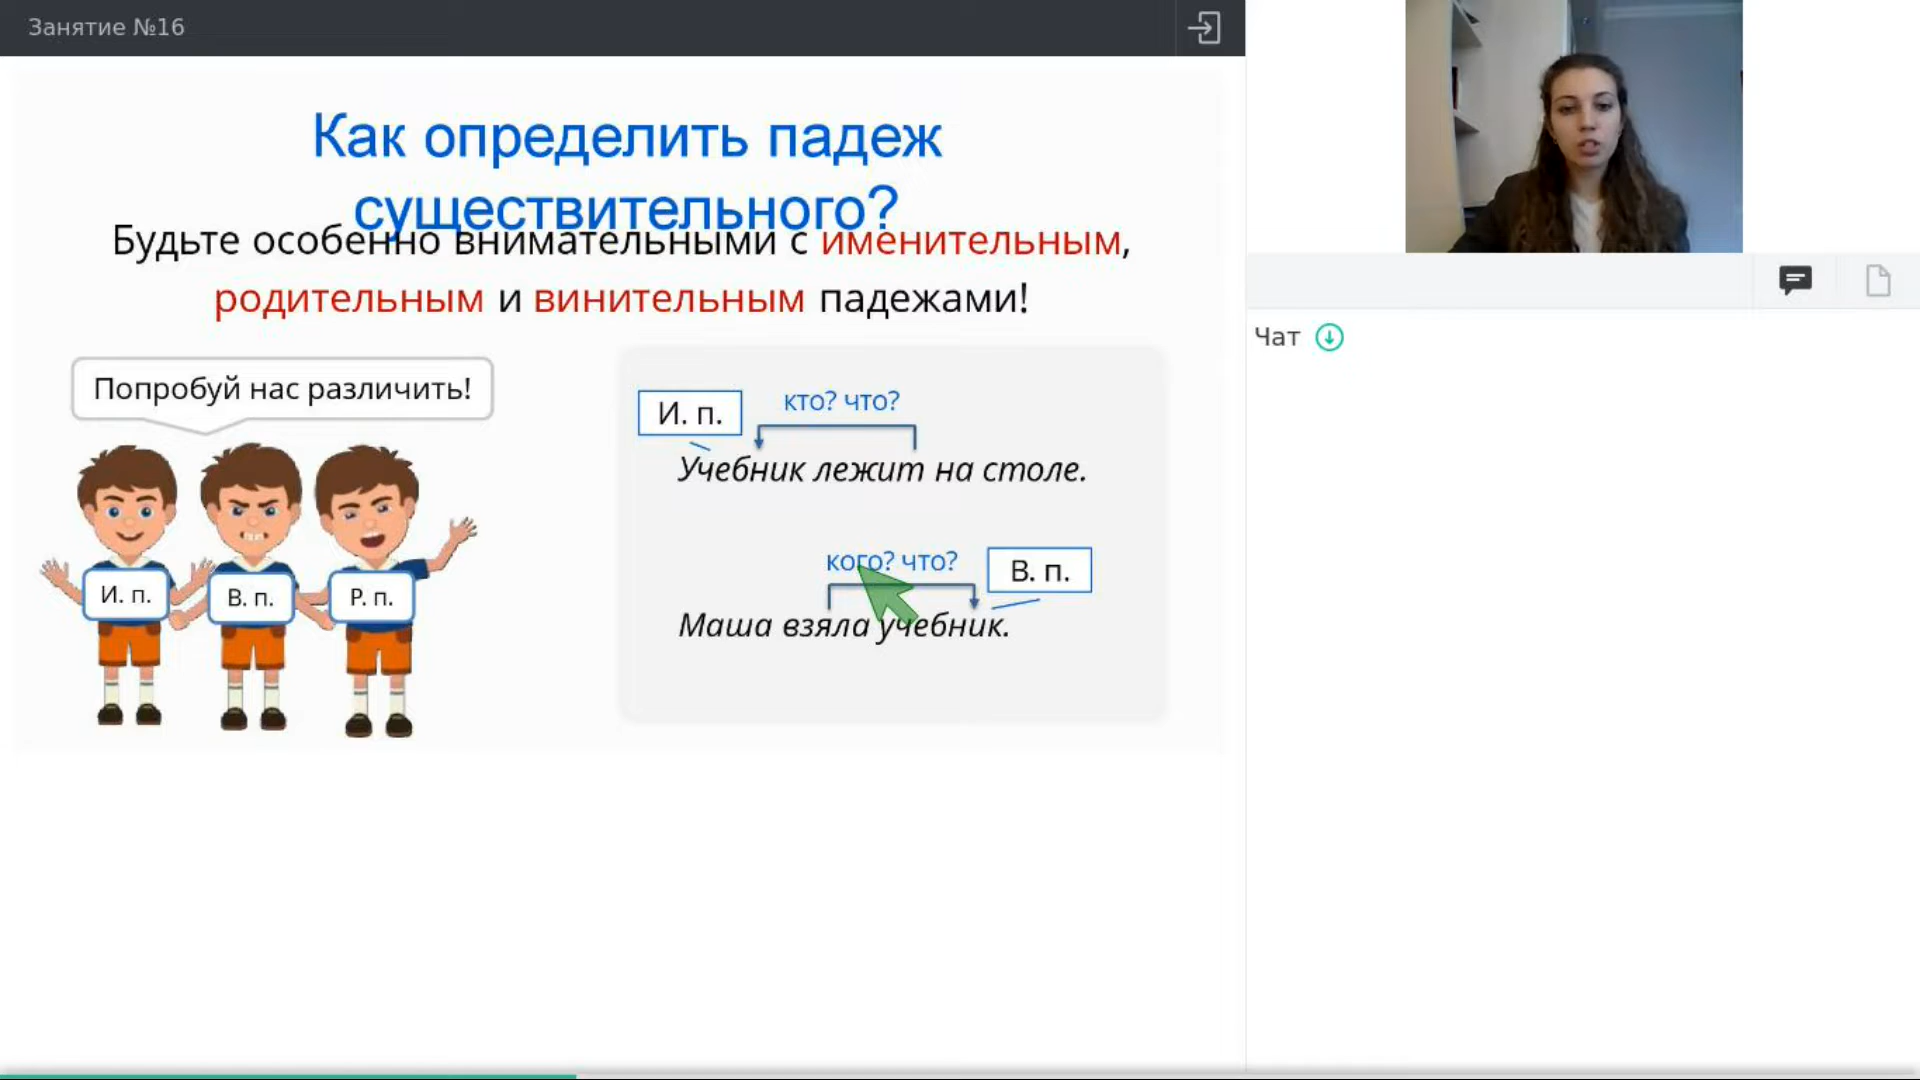 Занятие №16
Как определить падеж
существительного?
Будьте особенно внимательными с именительным,
родительным и винительным падежами!
Попробуй нас различить!
И. п.
В. п.
Р. п.
И. п.
кто? что?
Учебник лежит на столе.
кого? что?
В. п.
Маша взяла учебник.
Чат